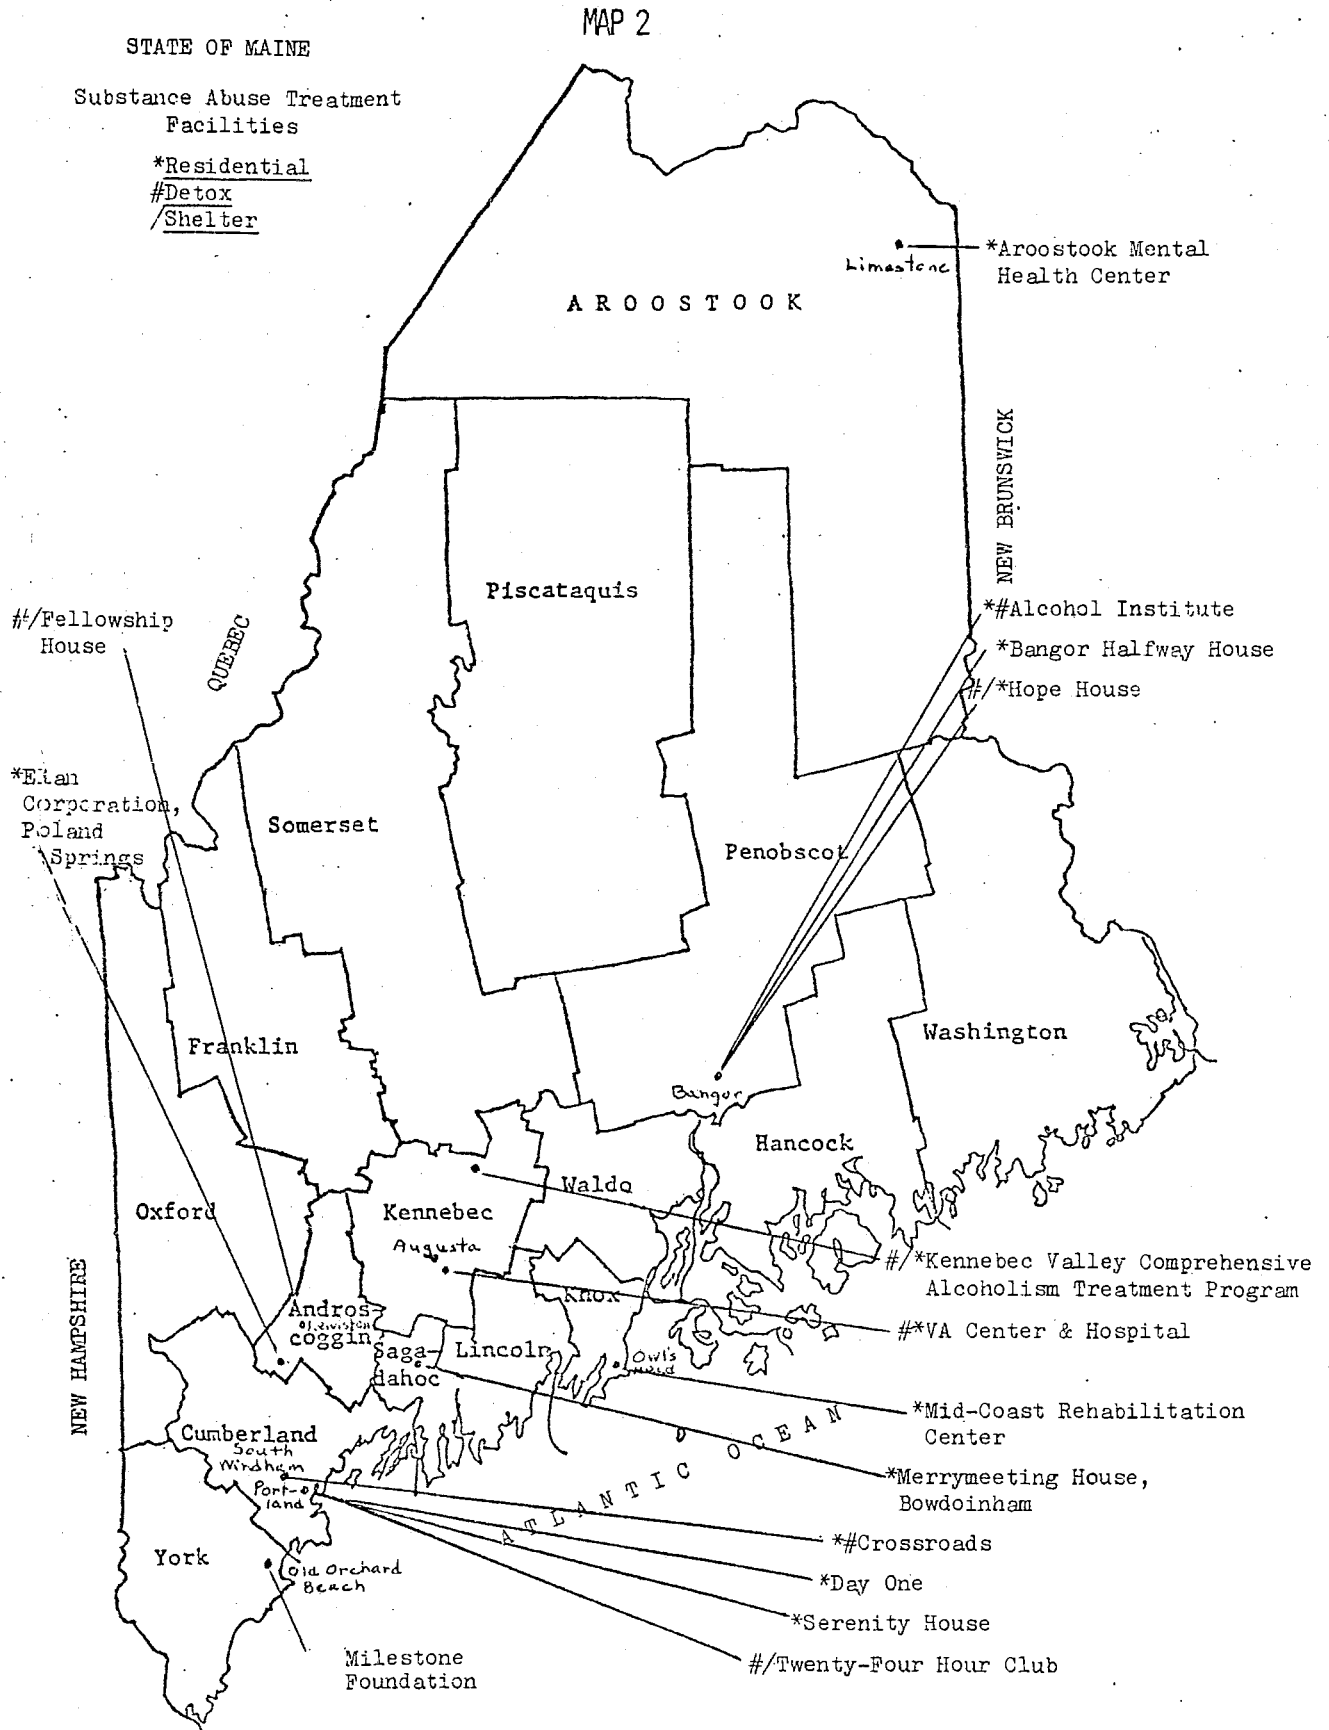 MAP 2
STATE OF MAINE
Substance Abuse Treatment
Facilities
*Residential
#Detox
/Shelter
*Aroostook Mental
Health Center
Limestone
AROOSTOOK
NEW BRUNSWICK
Piscataquis
#/Fellowship
House
QUEBEC
*#Alcohol Institute
*Bangor Halfway House
#/*Hope House
*Elan
Corporation,
Poland
Springs
Somerset
Penobscot
Franklin
Washington
Bangor
Hancock
Oxford
Kennebec
Waldo
Augusta
#/*Kennebec Valley Comprehensive
Alcoholism Treatment Program
NEW HAMPSHIRE
Knox
Andros-
Lewiston
coggin
#*VA Center & Hospital
Saga-
dahoc
Lincoln
Owl's
Head
*Mid-Coast Rehabilitation
Center
Cumberland
South
Windham
ATLANTIC OCEAN
*Merrymeeting House,
Bowdoinham
Port-
land
*#Crossroads
York
Old Orchard
Beach
*Day One
*Serenity House
Milestone
Foundation
#/Twenty-Four Hour Club